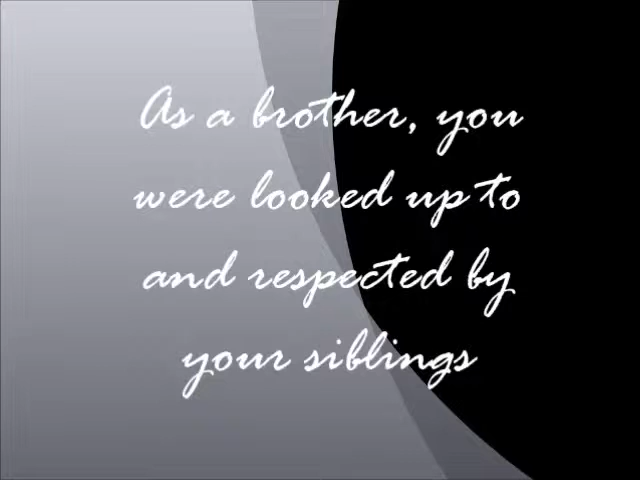 As a brother, you
were looked up to
and respected by
your siblings